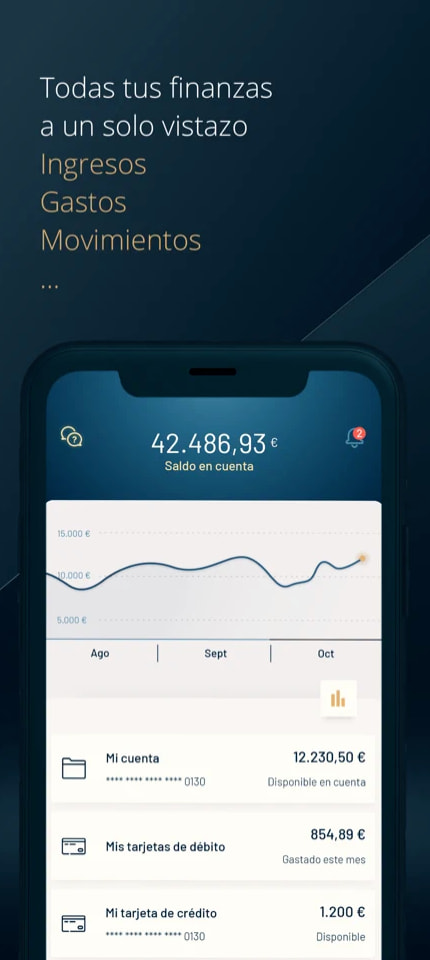 Todas tus finanzas
a un solo vistazo
Ingresos
Gastos
Movimientos
...
?
2
42.486,93 €
Saldo en cuenta
15.000 €
10.000 €
5.000 €
Ago Sept Oct
Mi cuenta 12.230,50 €
**** **** **** **** 0130 Disponible en cuenta
854,89 €
Mis tarjetas de débito
Gastado este mes
Mi tarjeta de crédito 1.200 €
**** **** **** **** 0130 Disponible